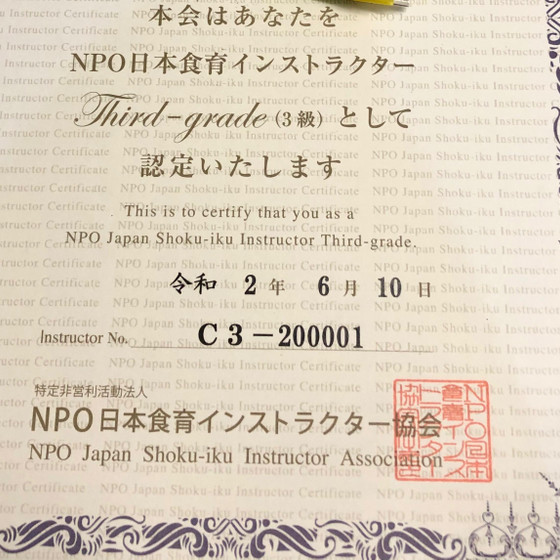 本会はあなたを
NPO日本食育インストラクター
Third-grade(3級)として
認定いたします
This is to certify that you as a
NPO Japan Shoku-iku Instructor Third-grade.
令和 2年 6月 10日
Instructor No. C3-200001
特定非営利活動法人
NPO日本食育インストラクター協会
NPO Japan Shoku-iku Instructor Association